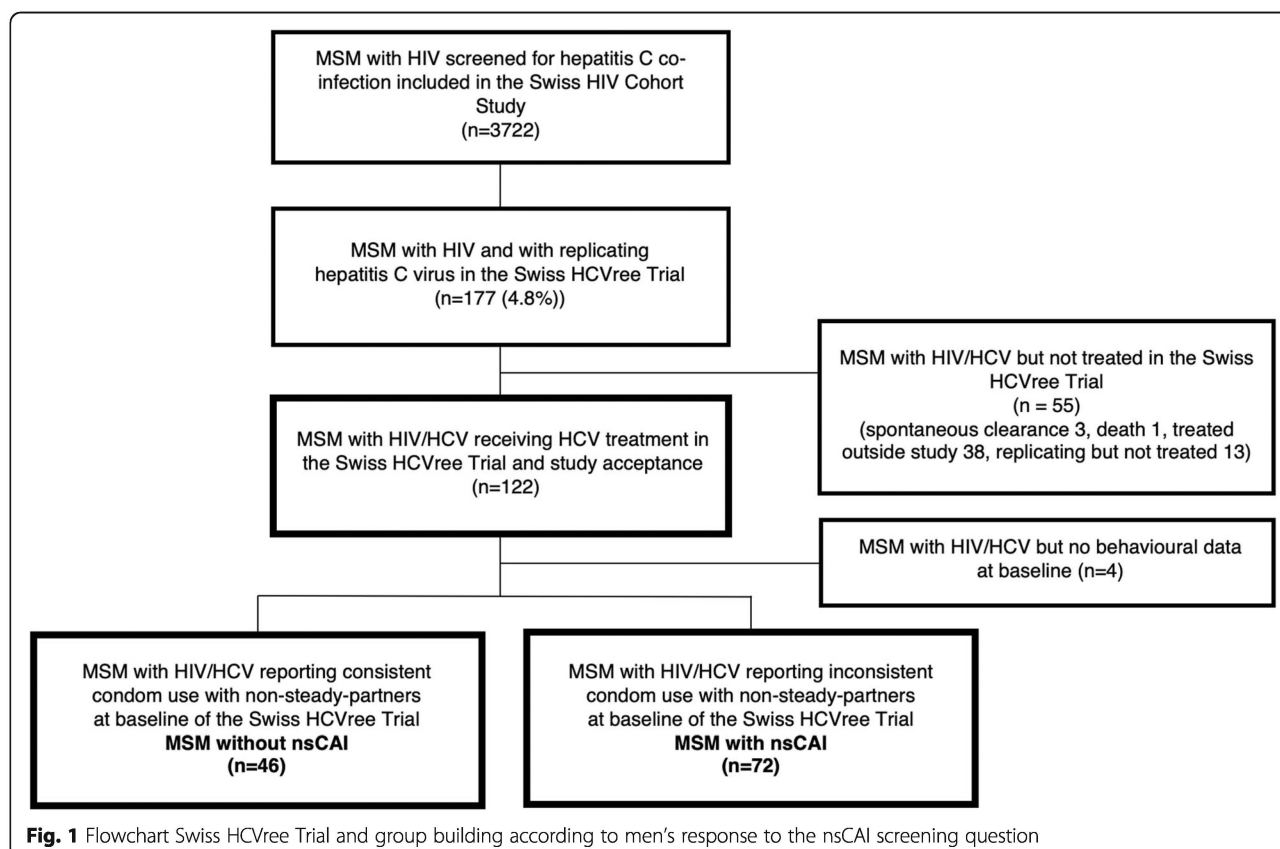 MSM with HIV screened for hepatitis C co-
infection included in the Swiss HIV Cohort
Study
(n=3722)
MSM with HIV and with replicating
hepatitis C virus in the Swiss HCVree Trial
(n=177 (4.8%))
MSM with HIV/HCV but not treated in the Swiss
HCVree Trial
(n = 55)
(spontaneous clearance 3, death 1, treated
outside study 38, replicating but not treated 13)
MSM with HIV/HCV receiving HCV treatment in
the Swiss HCVree Trial and study acceptance
(n=122)
MSM with HIV/HCV but no behavioural data
at baseline (n=4)
MSM with HIV/HCV reporting consistent
condom use with non-steady-partners
at baseline of the Swiss HCVree Trial
MSM without nsCAI
(n=46)
MSM with HIV/HCV reporting inconsistent
condom use with non-steady-partners
at baseline of the Swiss HCVree Trial
MSM with nsCAI
(n=72)
Fig. 1 Flowchart Swiss HCVree Trial and group building according to men's response to the nsCAI screening question